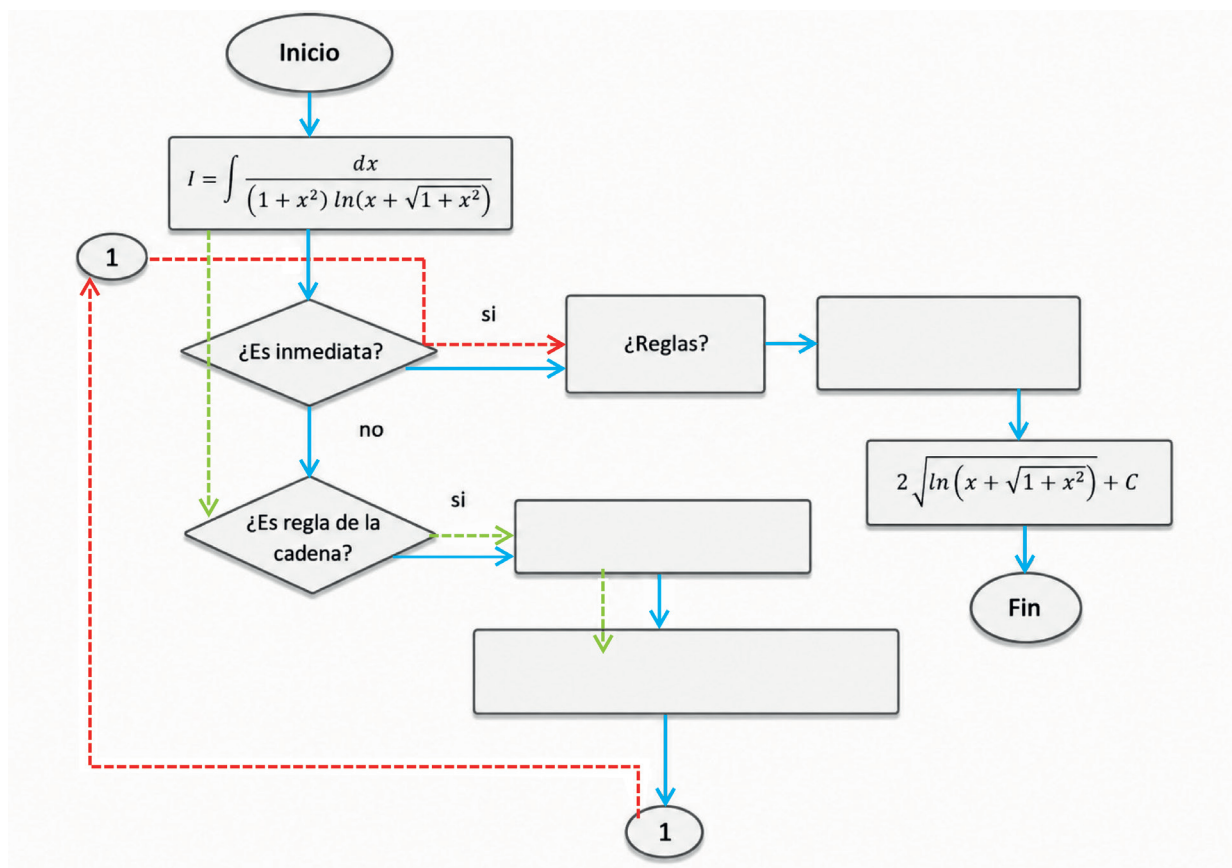 Inicio
I = ∫ dx / (1 + x²) ln(x + √(1 + x²))
1
¿Es inmediata?
si
¿Reglas?
no
2√(ln(x + √(1 + x²))) + C
¿Es regla de la
cadena?
si
Fin
1